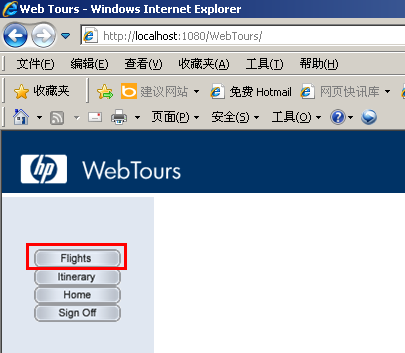 Web Tours - Windows Internet Explorer
http://localhost:1080/WebTours/
文件(F) 编辑(E) 查看(V) 收藏夹(A) 工具(T) 帮助(H)
收藏夹 建议网站 免费 Hotmail 网页快讯库
页面(P) 安全(S) 工具(O)
hp WebTours
Flights
Itinerary
Home
Sign Off